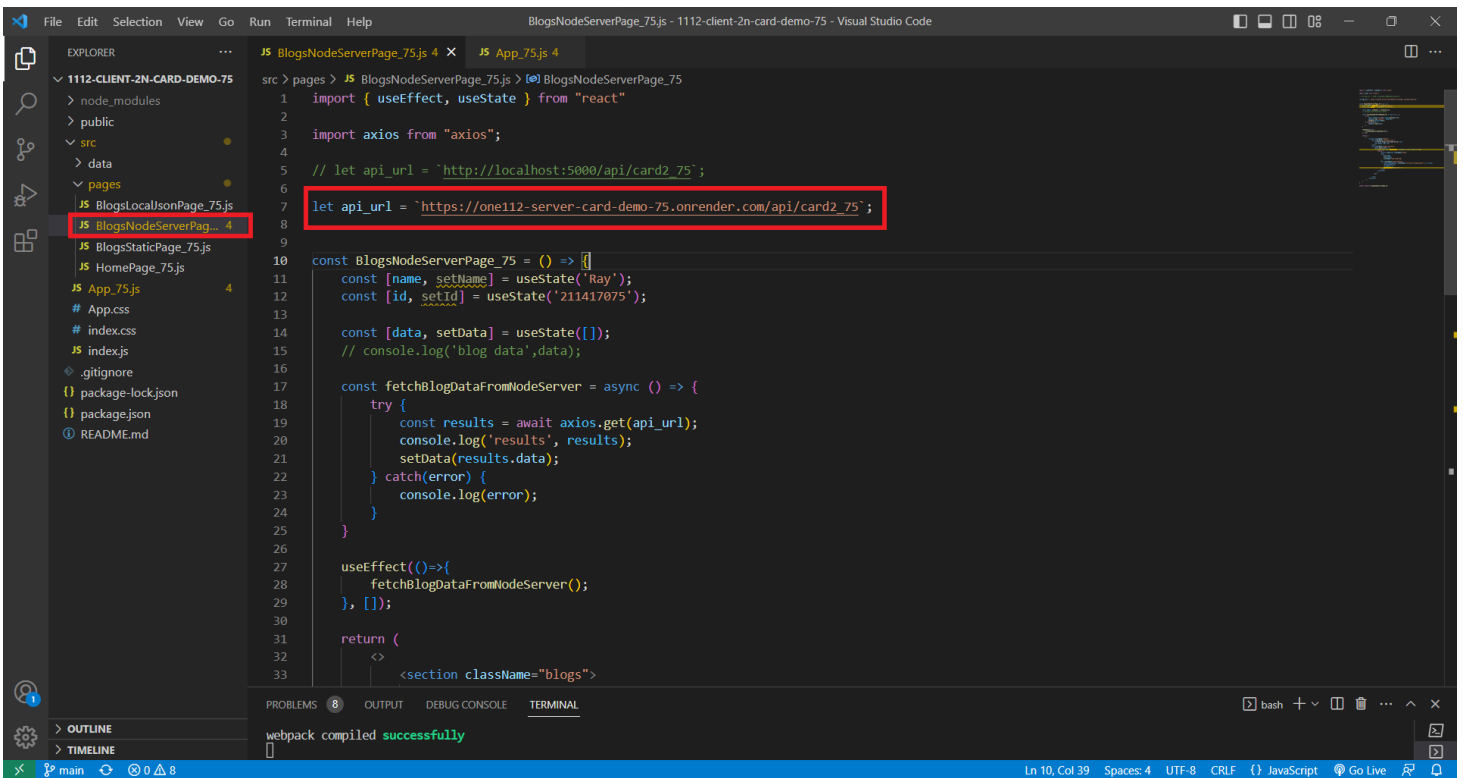 File Edit Selection View Go Run Terminal Help BlogsNodeServerPage_75.js - 1112-client-2n-card-demo-75 - Visual Studio Code
EXPLORER ...
1112-CLIENT-2N-CARD-DEMO-75
node_modules
public
src
data
pages
JS BlogsLocalJsonPage_75.js
JS BlogsNodeServerPag... 4
JS BlogsStaticPage_75.js
JS HomePage_75.js
JS App_75.js 4
# App.css
# index.css
JS index.js
.gitignore
{} package-lock.json
{} package.json
README.md
OUTLINE
TIMELINE
JS BlogsNodeServerPage_75.js 4 JS App_75.js 4
src > pages > JS BlogsNodeServerPage_75.js > BlogsNodeServerPage_75
1 import { useEffect, useState } from "react"
2
3 import axios from "axios";
4
5 // let api_url = `http://localhost:5000/api/card2_75`;
6
7 let api_url = `https://one112-server-card-demo-75.onrender.com/api/card2_75`;
8
9
10 const BlogsNodeServerPage_75 = () => {
11 const [name, setName] = useState('Ray');
12 const [id, setId] = useState('211417075');
13
14 const [data, setData] = useState([]);
15 // console.log('blog data',data);
16
17 const fetchBlogDataFromNodeServer = async () => {
18 try {
19 const results = await axios.get(api_url);
20 console.log('results', results);
21 setData(results.data);
22 } catch(error) {
23 console.log(error);
24 }
25 }
26
27 useEffect(()=>{
28 fetchBlogDataFromNodeServer();
29 }, []);
30
31 return (
32 <>
33 <section className="blogs">
PROBLEMS 8 OUTPUT DEBUG CONSOLE TERMINAL bash
webpack compiled successfully
1
main 0 8 Ln 10, Col 39 Spaces: 4 UTF-8 CRLF {} JavaScript Go Live